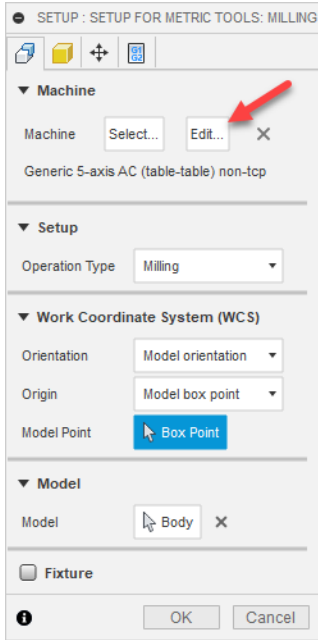 SETUP : SETUP FOR METRIC TOOLS: MILLING
G1
G2
Machine
Machine Select... Edit...
Generic 5-axis AC (table-table) non-tcp
Setup
Operation Type Milling
Work Coordinate System (WCS)
Orientation Model orientation
Origin Model box point
Model Point Box Point
Model
Model Body
Fixture
OK Cancel